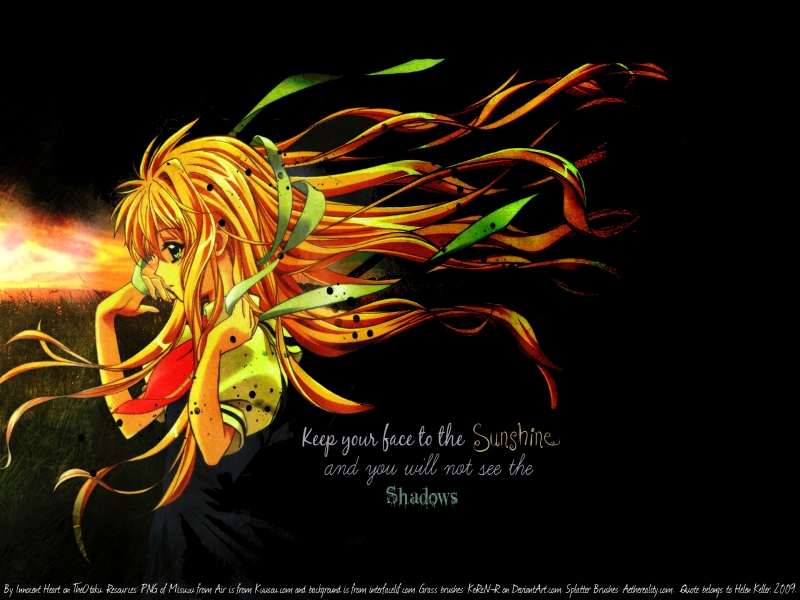 Keep your face to the Sunshine
and you will not see the
Shadows
By Innocent Heart on TheOtaku. Resources: PNG of Misuzu from Air is from Kuusou.com and background is from interfacelif.com. Grass brushes: KeReN-R on DeviantArt.com. Splatter Brushes: Aethereality.com. Quote belongs to Helen Keller. 2009.